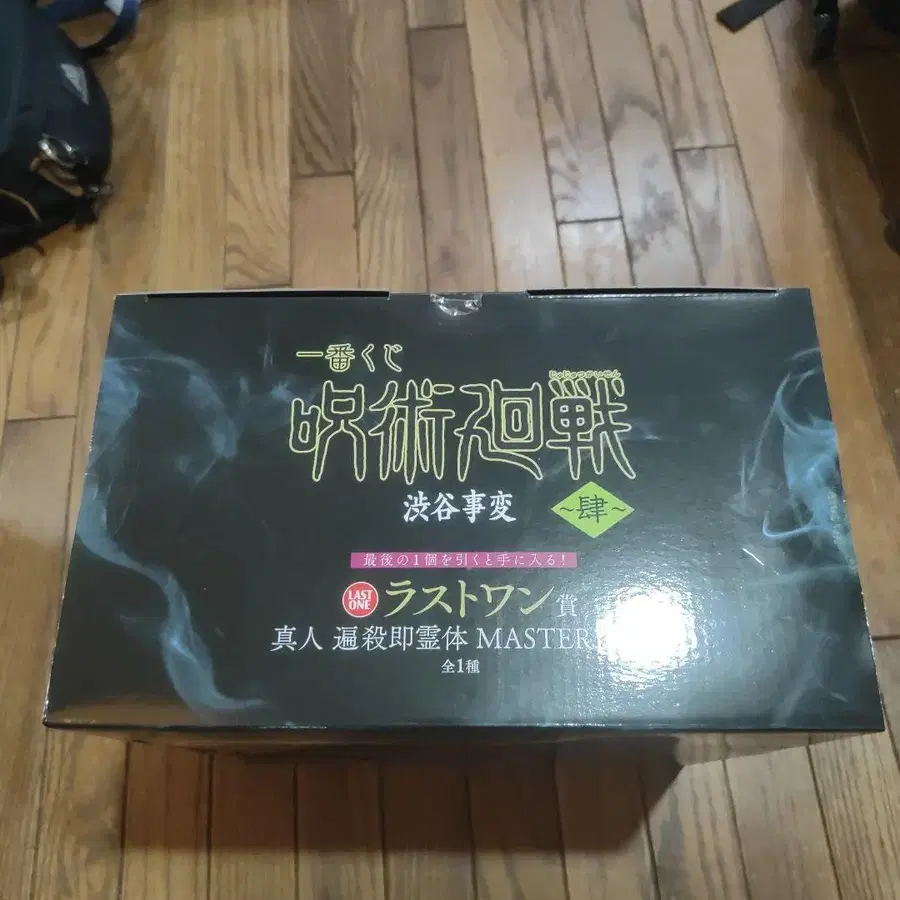 一番くじ
じゅじゅつかいせん
呪術廻戦
渋谷事変
~肆~
最後の1個を引くと手に入る!
LAST ONE ラストワン賞
真人 遍殺即霊体 MASTER
全1種